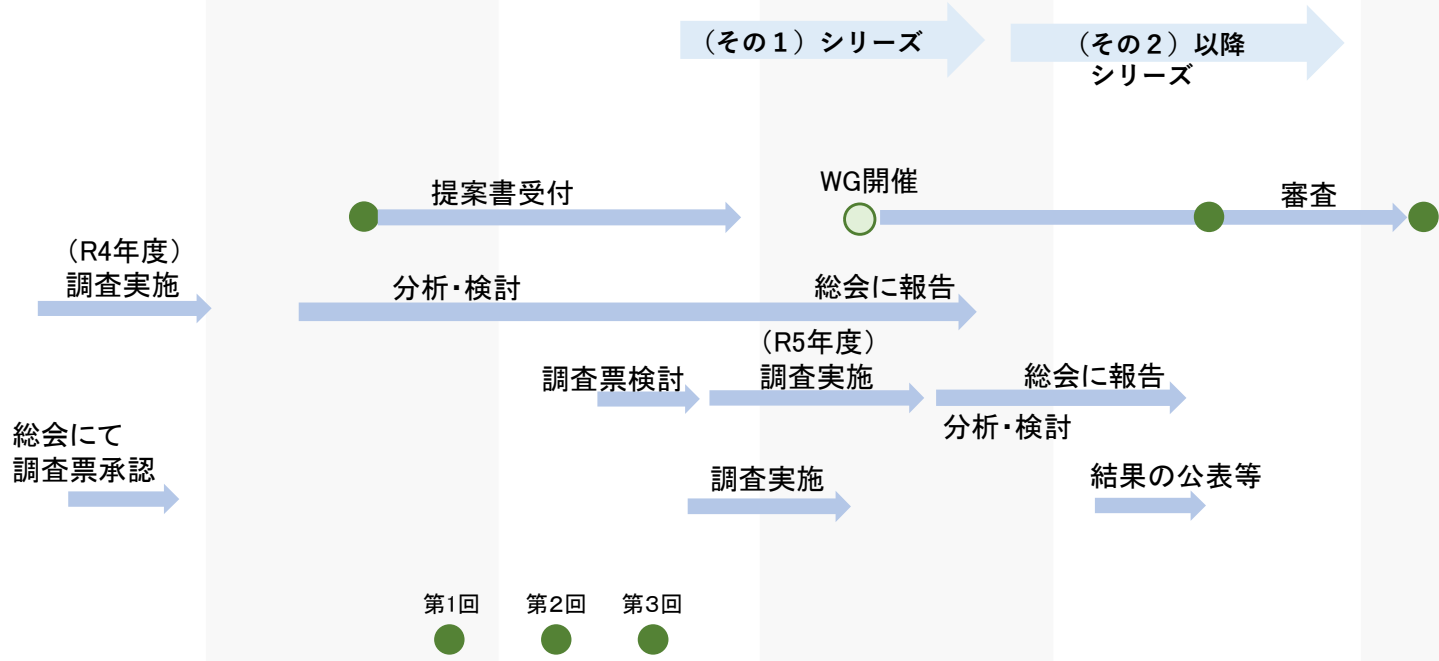 （その１）シリーズ
（その２）以降
シリーズ
提案書受付
WG開催
審査
（R4年度）
調査実施
分析・検討
総会に報告
（R5年度）
調査票検討
調査実施
総会に報告
分析・検討
総会にて
調査票承認
調査実施
結果の公表等
第1回
第２回
第３回